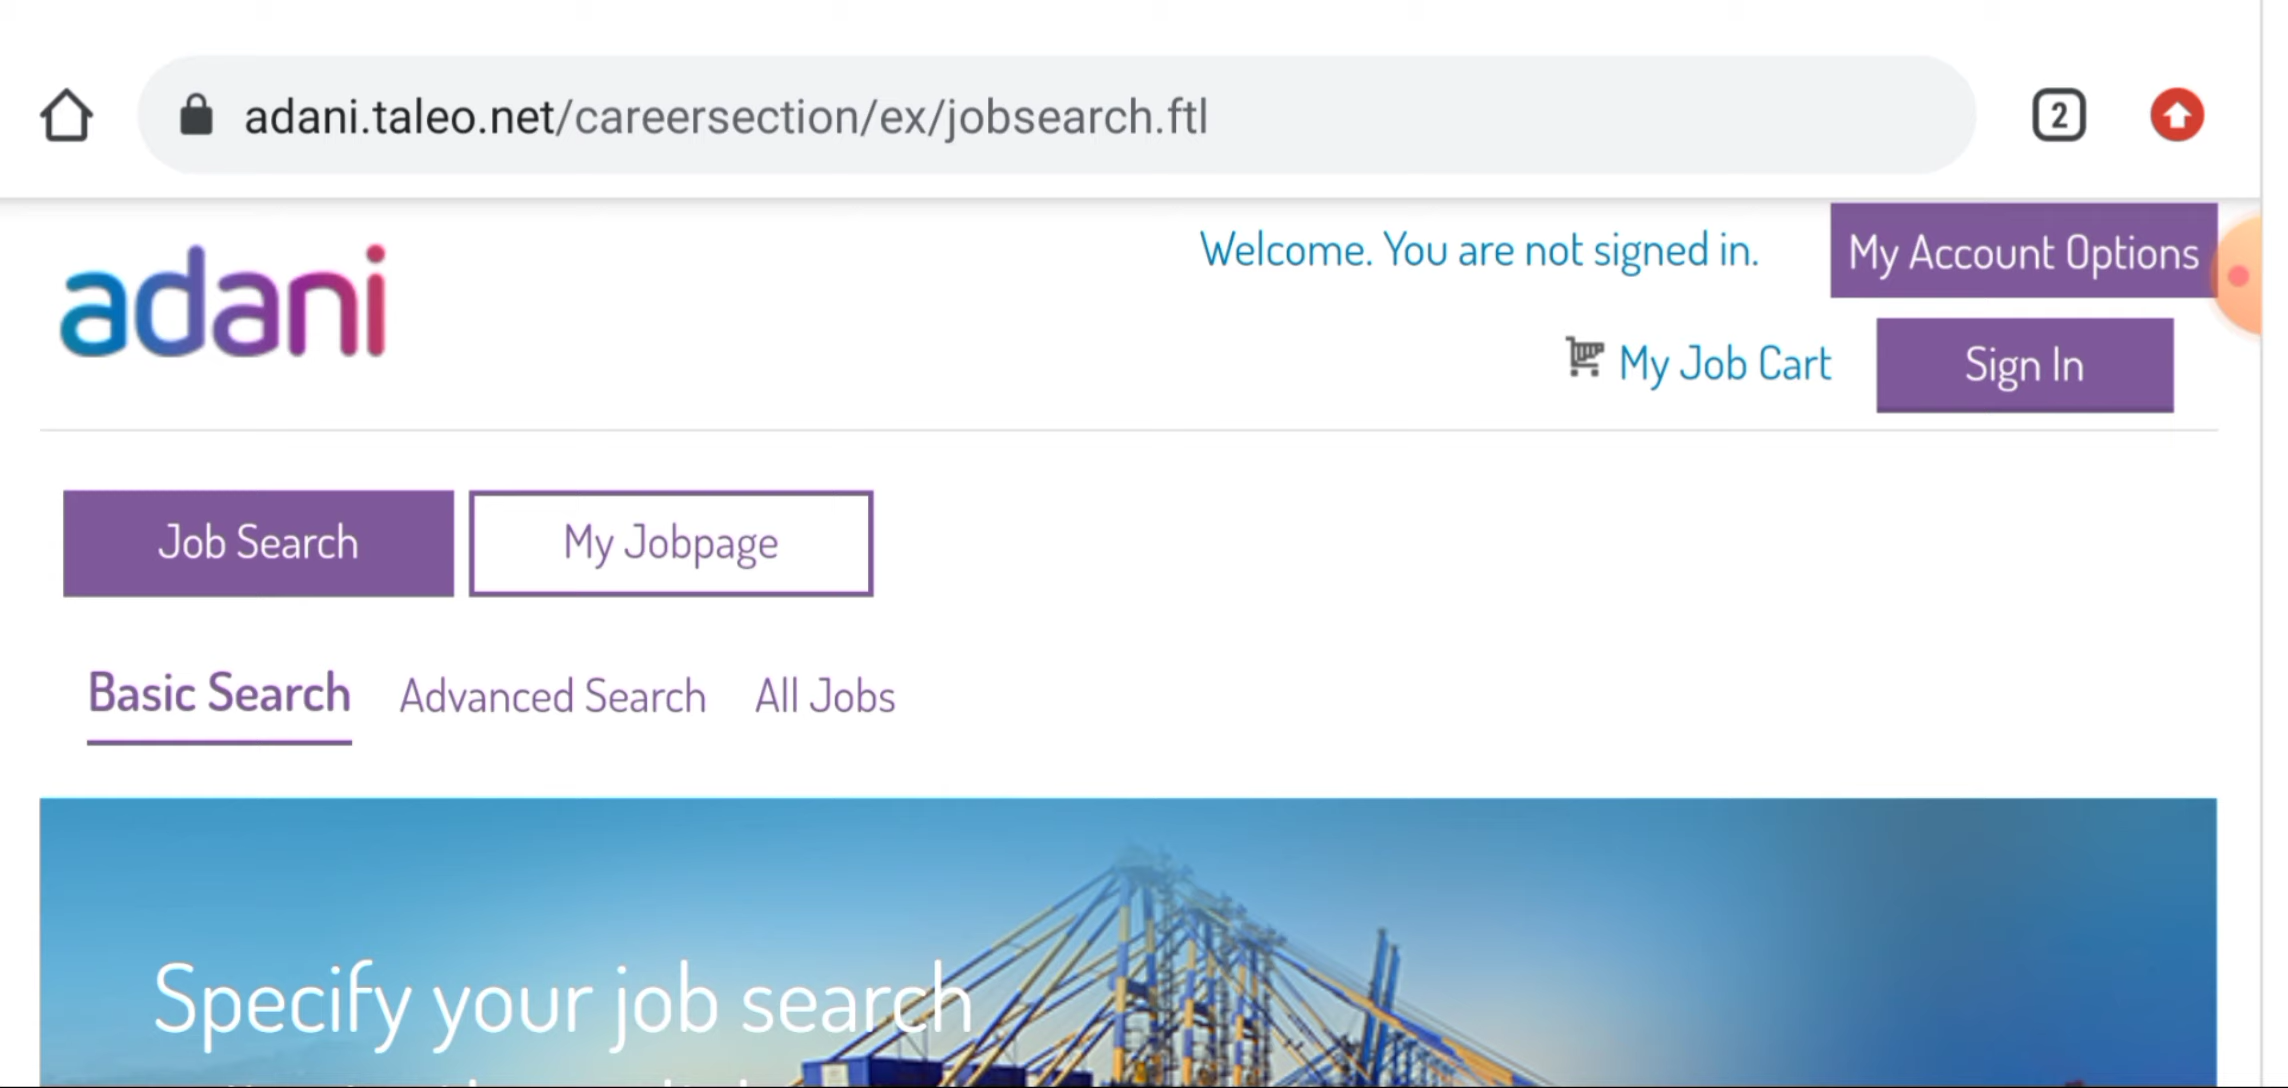 adani.taleo.net/careersection/ex/jobsearch.ftl
2
adani
Welcome. You are not signed in.
My Account Options
My Job Cart
Sign In
Job Search
My Jobpage
Basic Search
Advanced Search
All Jobs
Specify your job search